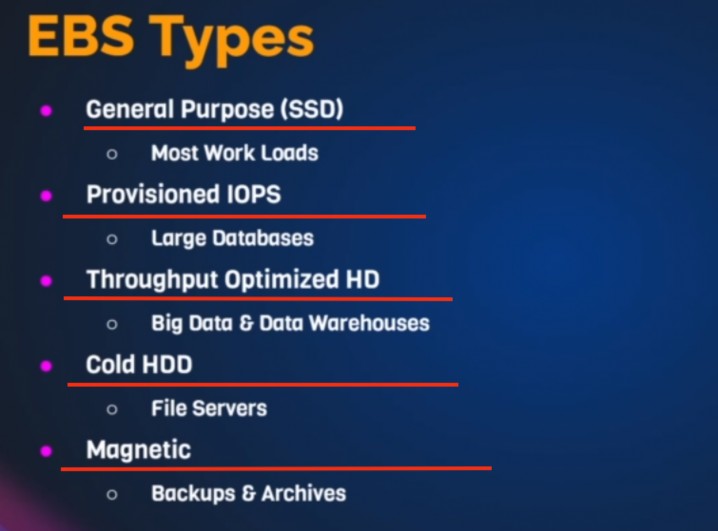 EBS Types
General Purpose (SSD)
Most Work Loads
Provisioned IOPS
Large Databases
Throughput Optimized HD
Big Data & Data Warehouses
Cold HDD
File Servers
Magnetic
Backups & Archives